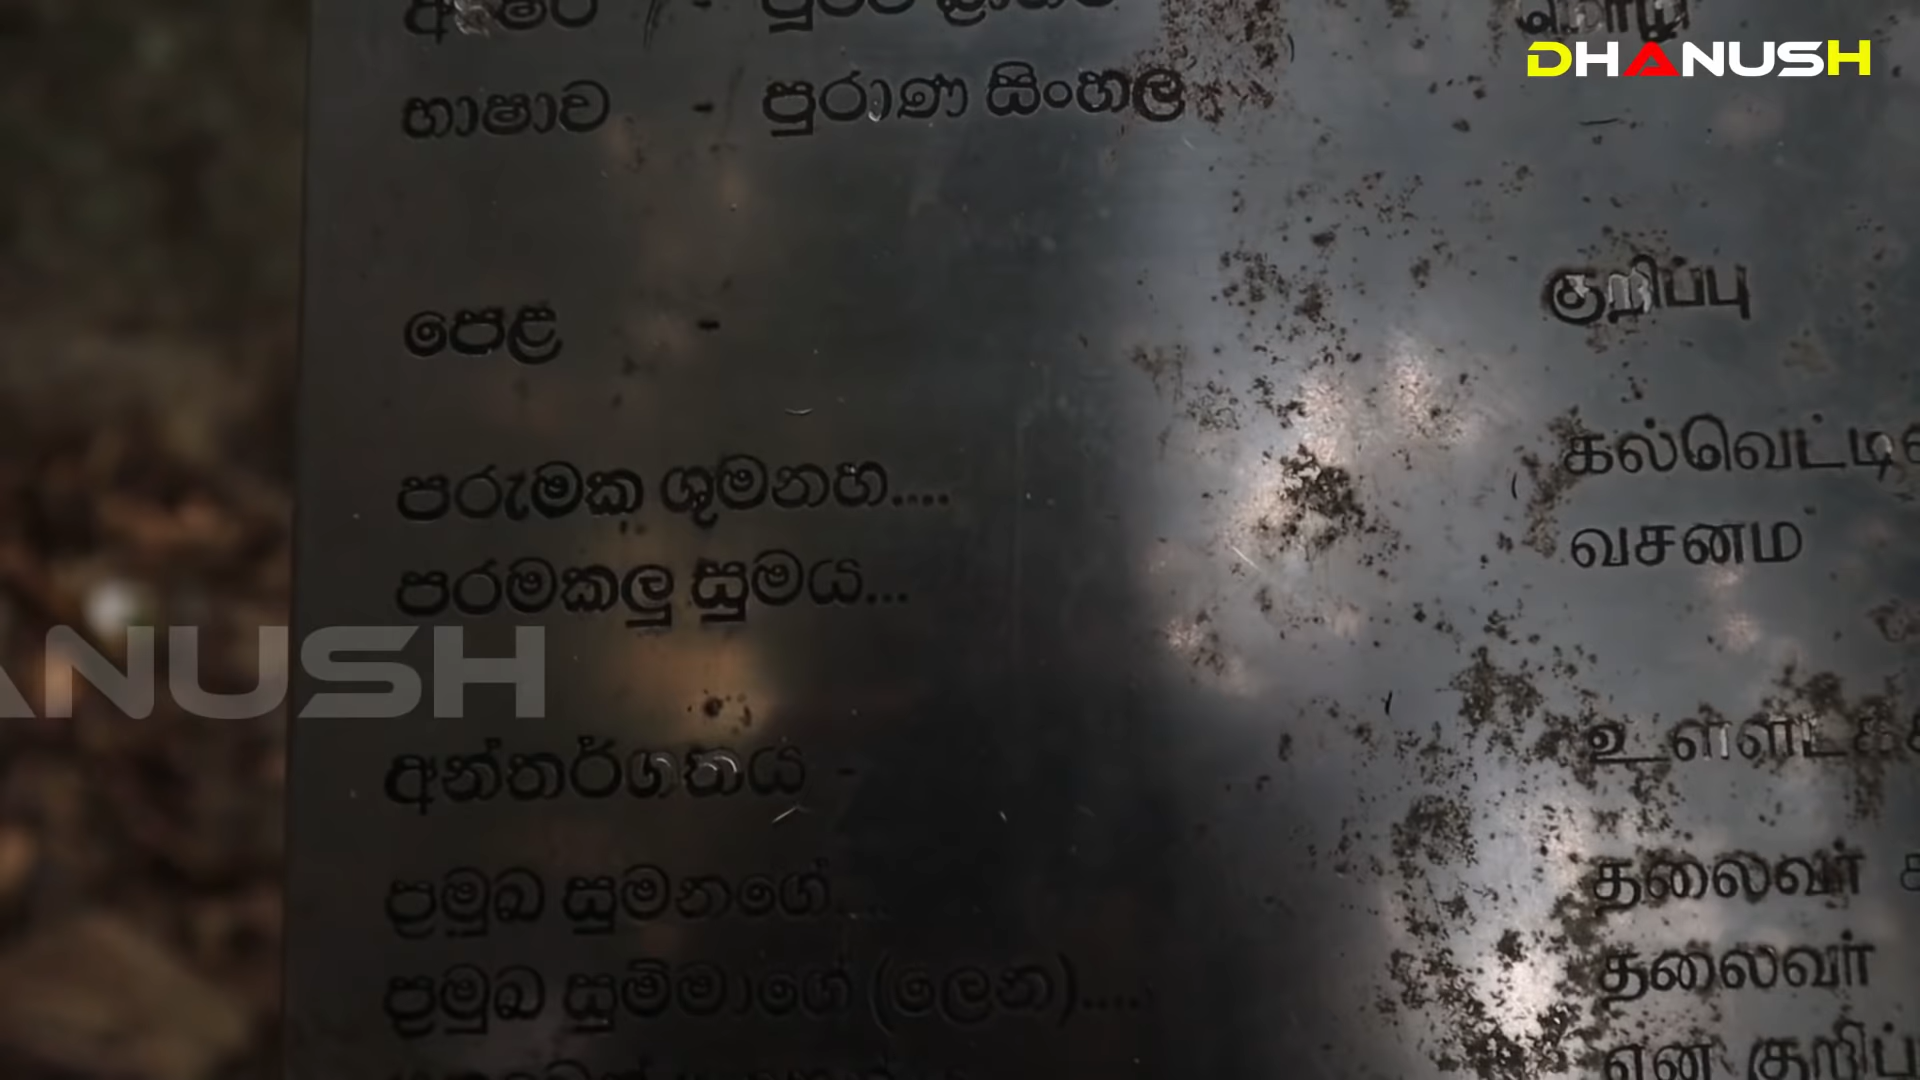 DHANUSH
භාෂාව - පුරාණ සිංහල
පෙළ -
පරුමක ශුමනහ....
පරමකලු සුමය...
අන්තර්ගතය -
ප්‍රමුඛ සුමනගේ....
ප්‍රමුඛ සුම්මාගේ (ලෙන)....
மொழி
குறிப்பு
வசனம்
தலைவர்
தலைவர்
என
ANUSH